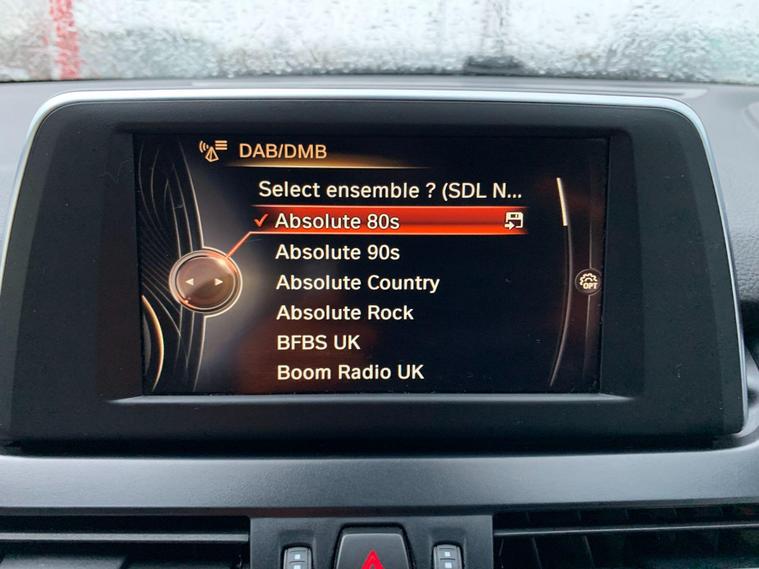 DAB/DMB
Select ensemble ? (SDL N...
Absolute 80s
Absolute 90s
OPT
Absolute Country
Absolute Rock
BFBS UK
Boom Radio UK